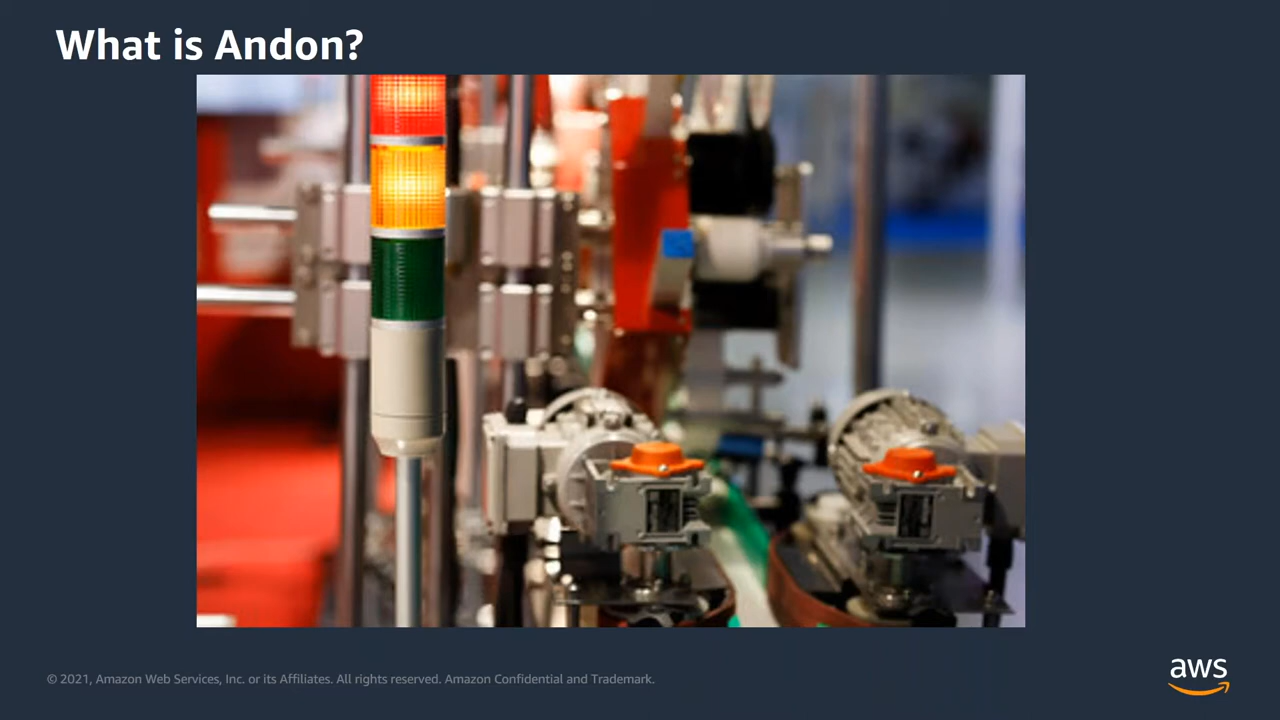 What is Andon?
© 2021, Amazon Web Services, Inc. or its Affiliates. All rights reserved. Amazon Confidential and Trademark.
aws